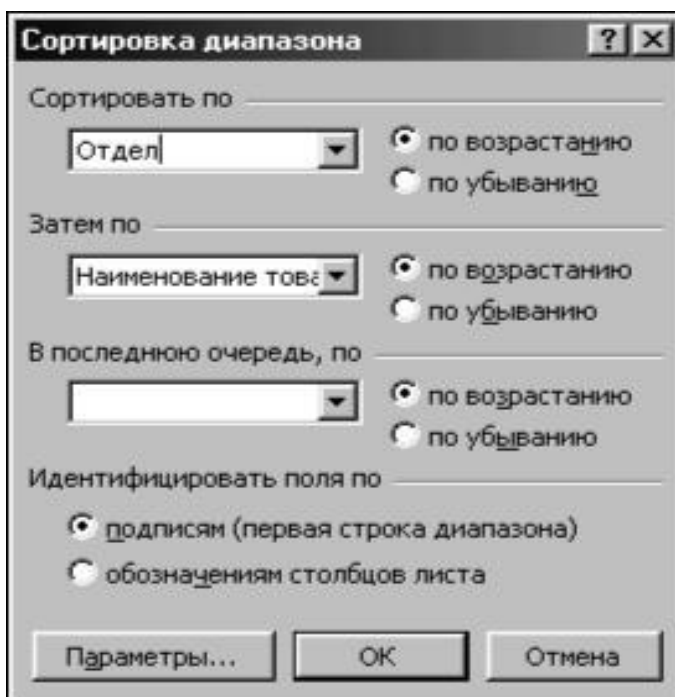 Сортировка диапазона
Сортировать по
Отдел
по возрастанию
по убыванию
Затем по
Наименование това
по возрастанию
по убыванию
В последнюю очередь, по
по возрастанию
по убыванию
Идентифицировать поля по
подписям (первая строка диапазона)
обозначениям столбцов листа
Параметры... ОК Отмена